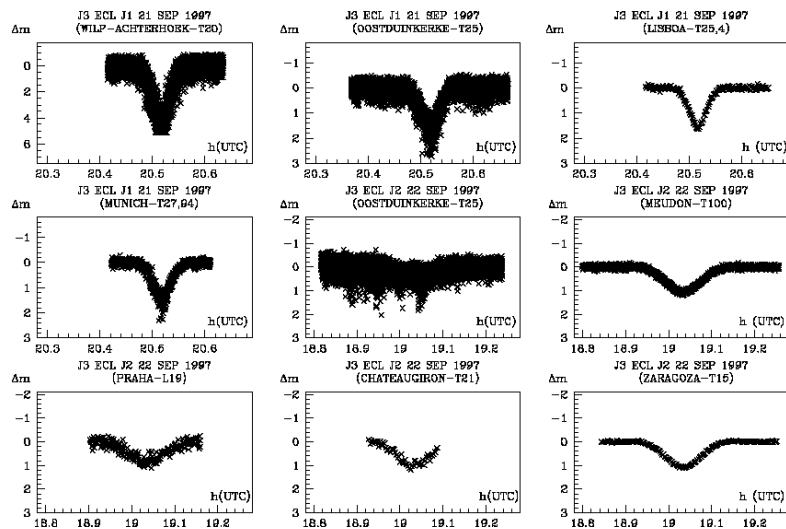 J3 ECL J1 21 SEP 1997
(WILP-ACHTERHOEK-T20)
Δm
0
2
4
6
h(UTC)
20.3 20.4 20.5 20.6
J3 ECL J1 21 SEP 1997
(OOSTDUINKERKE-T25)
Δm
-1
0
1
2
3
h(UTC)
20.3 20.4 20.5 20.6
J3 ECL J1 21 SEP 1997
(LISBOA-T25,4)
Δm
-1
0
1
2
3
h (UTC)
20.3 20.4 20.5 20.6
J3 ECL J1 21 SEP 1997
(MUNICH-T27,94)
Δm
-1
0
1
2
3
h(UTC)
20.3 20.4 20.5 20.6
J3 ECL J2 22 SEP 1997
(OOSTDUINKERKE-T25)
Δm
-2
-1
0
1
2
3
h(UTC)
18.8 18.9 19 19.1 19.2
J3 ECL J2 22 SEP 1997
(MEUDON-T100)
Δm
-2
-1
0
1
2
3
h (UTC)
18.8 18.9 19 19.1 19.2
J3 ECL J2 22 SEP 1997
(PRAHA-L19)
Δm
-2
-1
0
1
2
3
h(UTC)
18.8 18.9 19 19.1 19.2
J3 ECL J2 22 SEP 1997
(CHATEAUGIRON-T21)
Δm
-2
-1
0
1
2
3
h(UTC)
18.8 18.9 19 19.1 19.2
J3 ECL J2 22 SEP 1997
(ZARAGOZA-T15)
Δm
-2
-1
0
1
2
3
h(UTC)
18.8 18.9 19 19.1 19.2